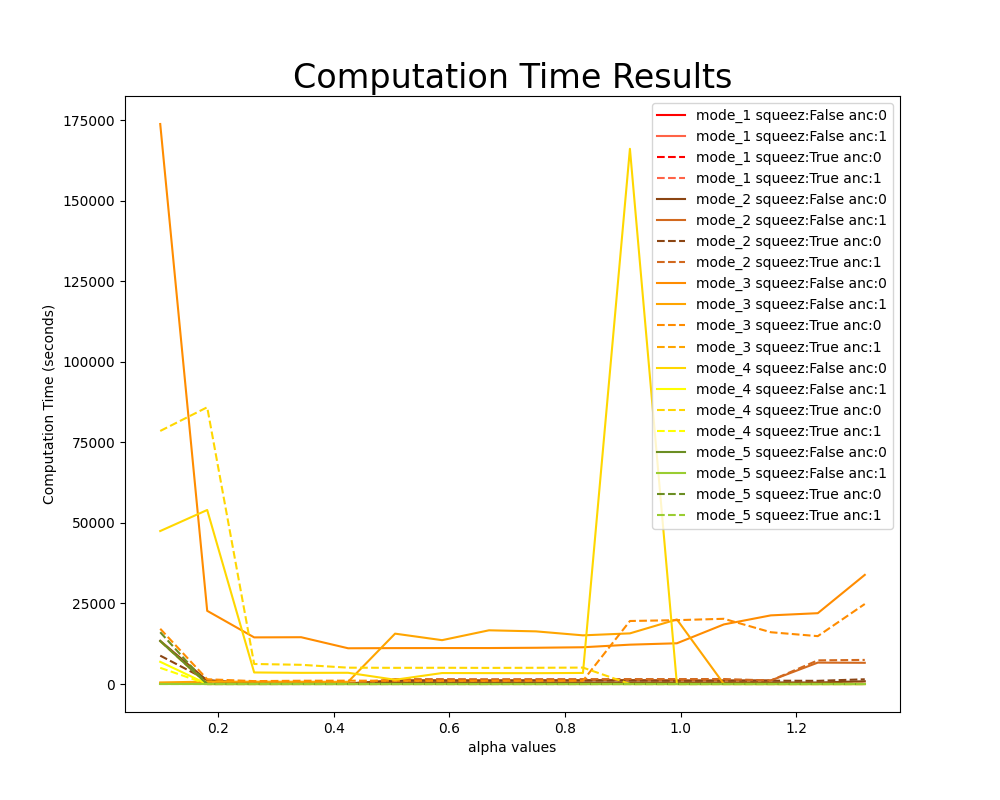 Computation Time Results
175000
150000
125000
100000
75000
50000
25000
0
Computation Time (seconds)
0.2
0.4
0.6
0.8
1.0
1.2
alpha values
mode_1 squeez:False anc:0
mode_1 squeez:False anc:1
mode_1 squeez:True anc:0
mode_1 squeez:True anc:1
mode_2 squeez:False anc:0
mode_2 squeez:False anc:1
mode_2 squeez:True anc:0
mode_2 squeez:True anc:1
mode_3 squeez:False anc:0
mode_3 squeez:False anc:1
mode_3 squeez:True anc:0
mode_3 squeez:True anc:1
mode_4 squeez:False anc:0
mode_4 squeez:False anc:1
mode_4 squeez:True anc:0
mode_4 squeez:True anc:1
mode_5 squeez:False anc:0
mode_5 squeez:False anc:1
mode_5 squeez:True anc:0
mode_5 squeez:True anc:1